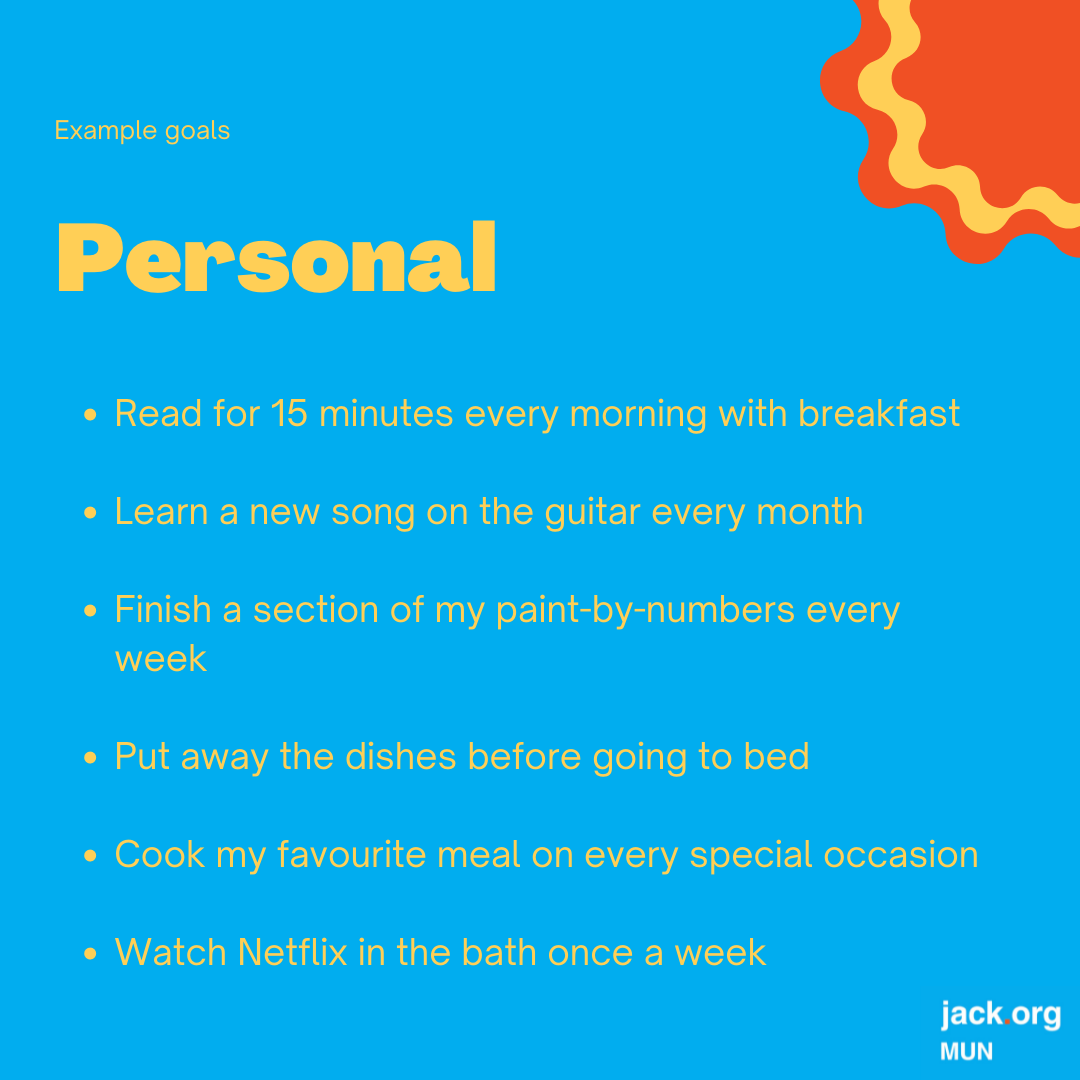 Example goals
Personal
• Read for 15 minutes every morning with breakfast
• Learn a new song on the guitar every month
• Finish a section of my paint-by-numbers every
week
• Put away the dishes before going to bed
• Cook my favourite meal on every special occasion
• Watch Netflix in the bath once a week
jack.org
MUN